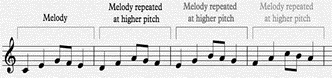 Melody
Melody repeated
at higher pitch
Melody repeated
at higher pitch
Melody repeated
at higher pitch